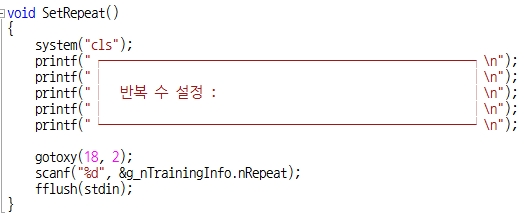 void SetRepeat()
{
system("cls");
printf(" ┌──────────────────────────────┐ \n");
printf(" │ │ \n");
printf(" │ 반복 수 설정 : │ \n");
printf(" │ │ \n");
printf(" └──────────────────────────────┘ \n");
gotoxy(18, 2);
scanf("%d", &g_nTrainingInfo.nRepeat);
fflush(stdin);
}